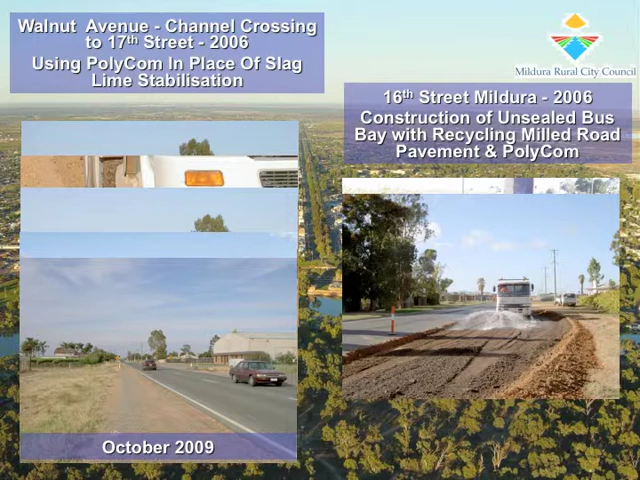 Walnut  Avenue - Channel Crossing
to 17th Street - 2006
Using PolyCom In Place Of Slag
Lime Stabilisation
Mildura Rural City Council
16th Street Mildura - 2006
Construction of Unsealed Bus
Bay with Recycling Milled Road
Pavement & PolyCom
October 2009